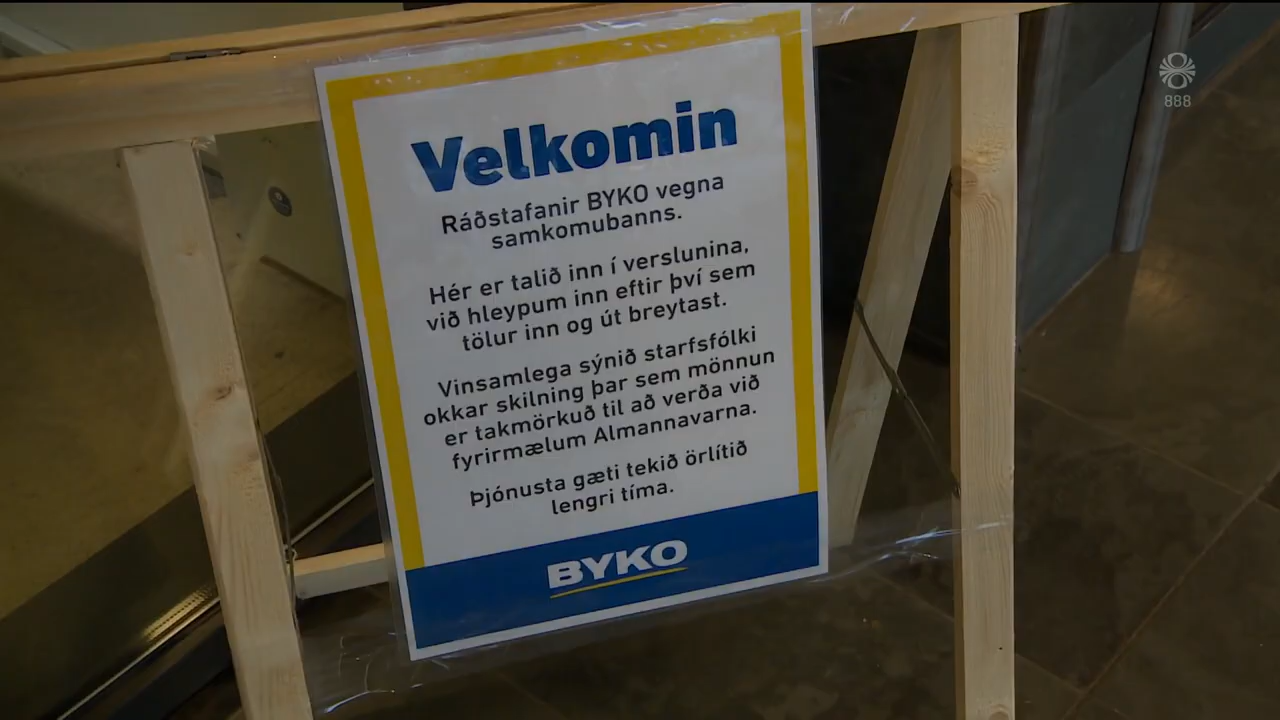 888
Velkomin
Ráðstafanir BYKO vegna
samkomubanns.
Hér er talið inn í verslunina,
við hleypum inn eftir því sem
tölur inn og út breytast.
Vinsamlega sýnið starfsfólki
okkar skilning þar sem mönnun
er takmörkuð til að verða við
fyrirmælum Almannavarna.
Þjónusta gæti tekið örlítið
lengri tíma.
BYKO